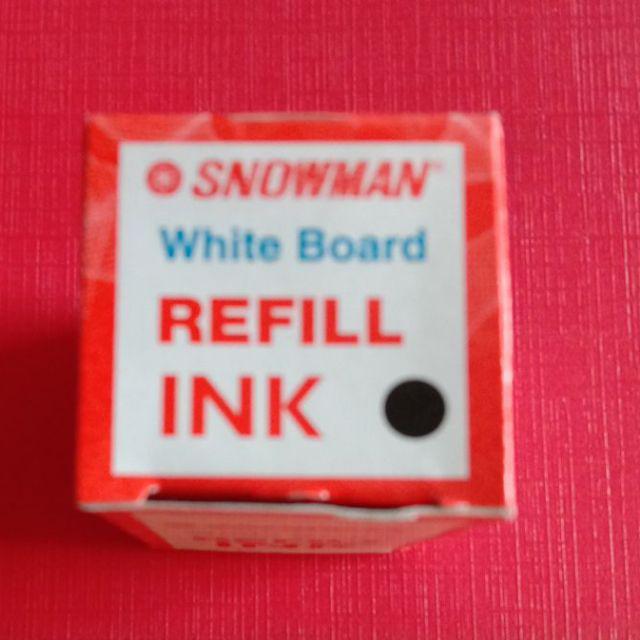 SNOWMAN
White Board
REFILL
INK